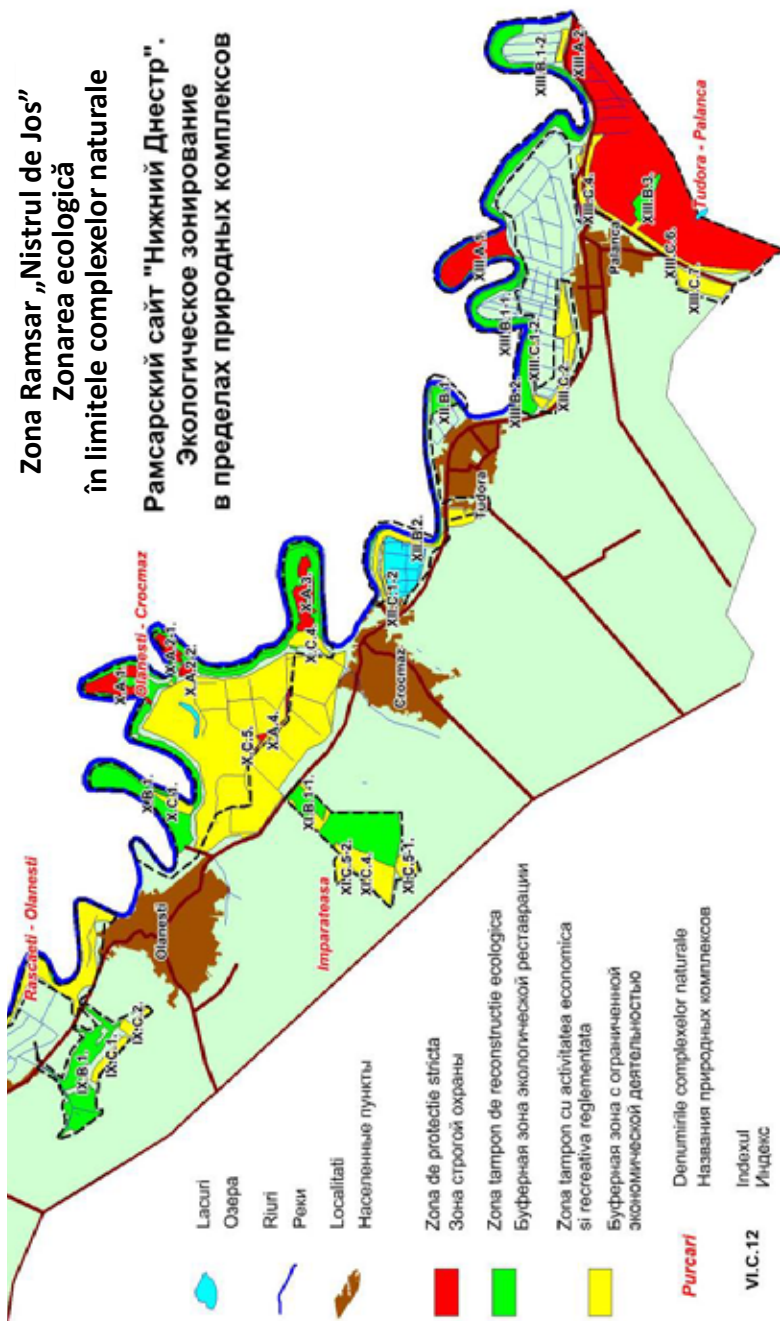 Zona Ramsar „Nistrul de Jos”
Zonarea ecologică
în limitele complexelor naturale
Рамсарский сайт "Нижний Днестр".
Экологическое зонирование
в пределах природных комплексов
Rascaeti - Olanesti
IX.B.1.
IX.C.1.
IX.C.2.
Olanesti
X.B.1.
X.C.1.
X.A.1.
Olanesti - Crocmaz
X.A.2-1.
X.A.2-2.
X.C.5.
X.A.4.
X.A.3.
X.C.4.
Imparateasa
XI.B.1-1.
XI.C.5-2.
XI.C.4.
XI.C.5-1.
Crocmaz
XII.C.1-2
XII.B.2.
Tudora
XII.B.1.
XIII.B.2.
XIII.C.2.
XIII.C.1-2.
XIII.B.1-1.
XIII.A.1.
XIII.B.1-2.
XIII.A.2.
XIII.C.4.
Palanca
XIII.B.3.
XIII.C.6.
XIII.C.7.
Tudora - Palanca
Lacuri
Озера
Riuri
Реки
Localitati
Населенные пункты
Zona de protectie stricta
Зона строгой охраны
Zona tampon de reconstructie ecologica
Буферная зона экологической реставрации
Zona tampon cu activitatea economica
si recreativa reglementata
Буферная зона с ограниченной
экономической деятельностью
Purcari
Denumirile complexelor naturale
Названия природных комплексов
VI.C.12
Indexul
Индекс